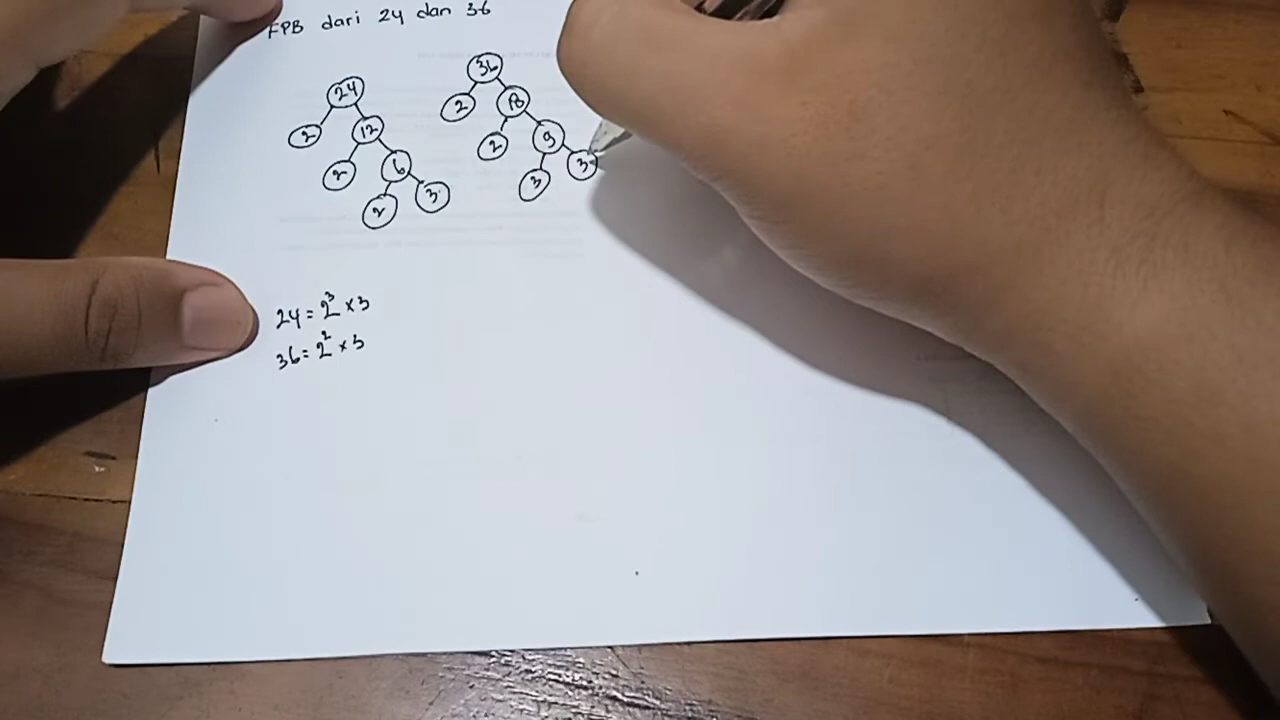 FPB dari 24 dan 36
24
2 12
2 6
2 3
36
2 18
2 9
3 3
24 = 2³ × 3
36 = 2² × 3